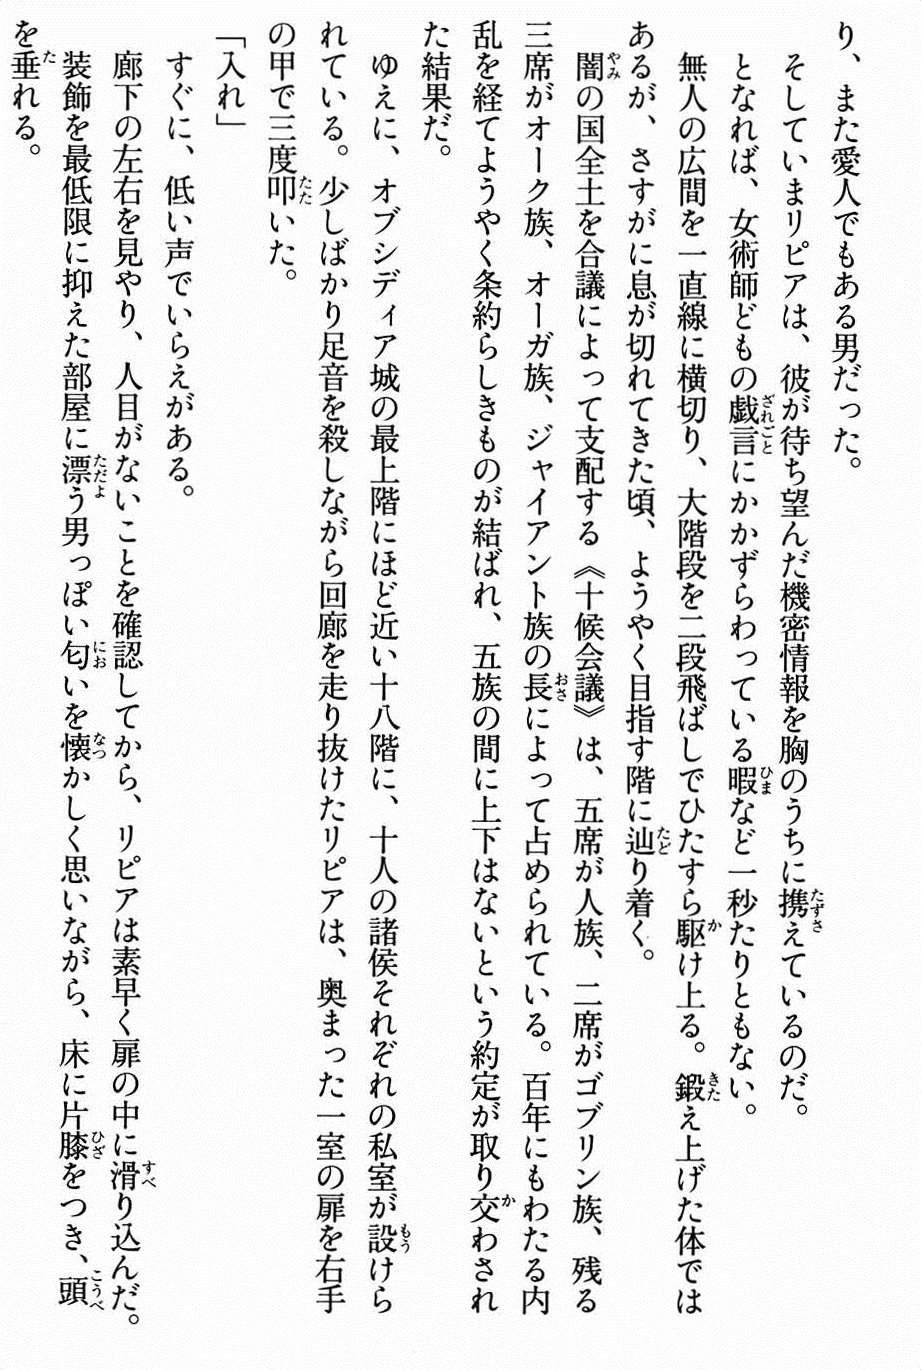 り、また愛人でもある男だった。
そしていまリピアは、彼が待ち望んだ機密情報を胸のうちに携えているのだ。
となれば、女術師どもの戯言にかかずらわっている暇など一秒たりともない。
無人の広間を一直線に横切り、大階段を二段飛ばしでひたすら駆け上る。鍛え上げた体では
あるが、さすがに息が切れてきた頃、ようやく目指す階に辿り着く。
闇の国全土を合議によって支配する《十候会議》は、五席が人族、二席がゴブリン族、残る
三席がオーク族、オーガ族、ジャイアント族の長によって占められている。百年にもわたる内
乱を経てようやく条約らしきものが結ばれ、五族の間に上下はないという約定が取り交わされ
た結果だ。
ゆえに、オブシディア城の最上階にほど近い十八階に、十人の諸侯それぞれの私室が設けら
れている。少しばかり足音を殺しながら回廊を走り抜けたリピアは、奥まった一室の扉を右手
の甲で三度叩いた。
「入れ」
すぐに、低い声でいらえがある。
廊下の左右を見やり、人目がないことを確認してから、リピアは素早く扉の中に滑り込んだ。
装飾を最低限に抑えた部屋に漂う男っぽい匂いを懐かしく思いながら、床に片膝をつき、頭
を垂れる。